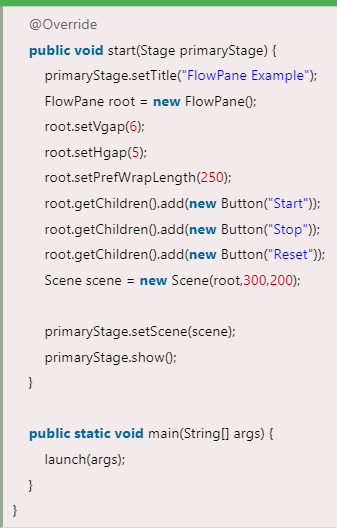 @Override
public void start(Stage primaryStage) {
primaryStage.setTitle("FlowPane Example");
FlowPane root = new FlowPane();
root.setVgap(6);
root.setHgap(5);
root.setPrefWrapLength(250);
root.getChildren().add(new Button("Start"));
root.getChildren().add(new Button("Stop"));
root.getChildren().add(new Button("Reset"));
Scene scene = new Scene(root,300,200);
primaryStage.setScene(scene);
primaryStage.show();
}
public static void main(String[] args) {
launch(args);
}
}